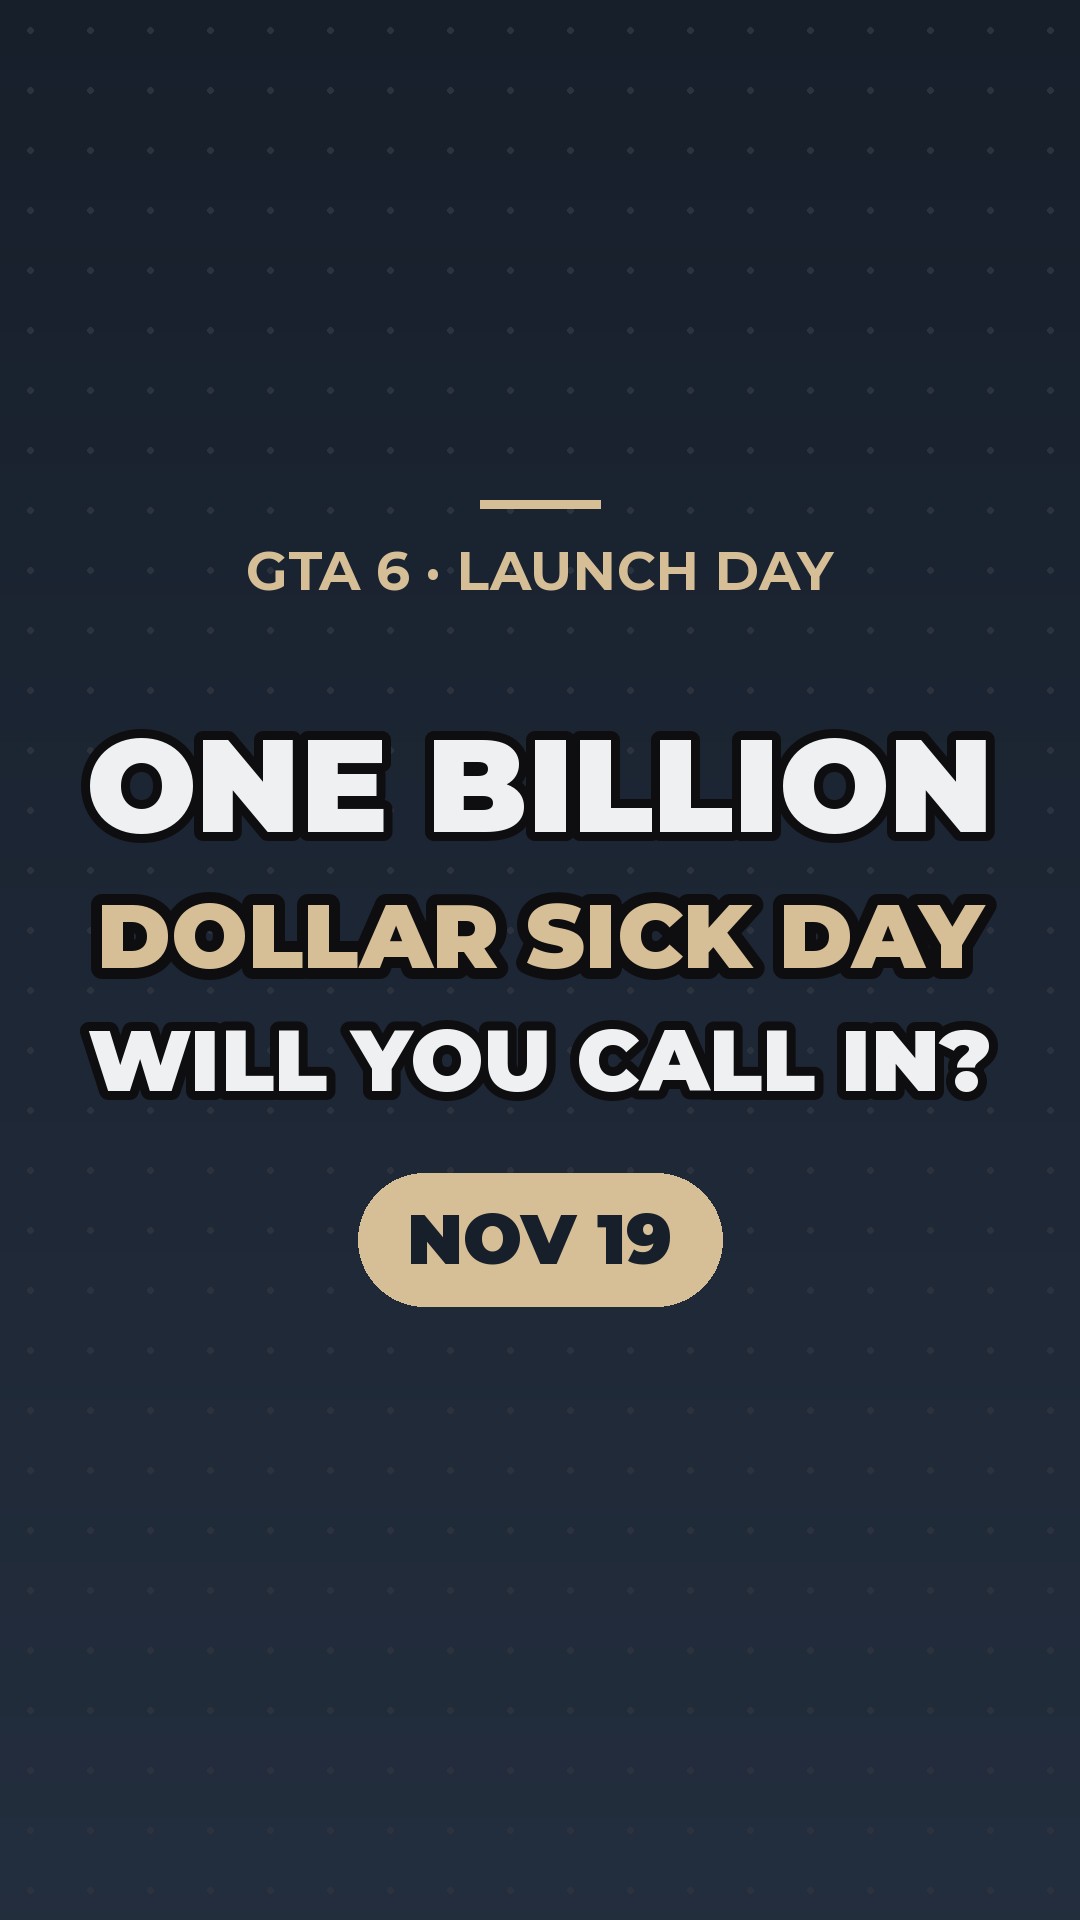 GTA 6 · LAUNCH DAY
ONE BILLION
DOLLAR SICK DAY
WILL YOU CALL IN?
NOV 19